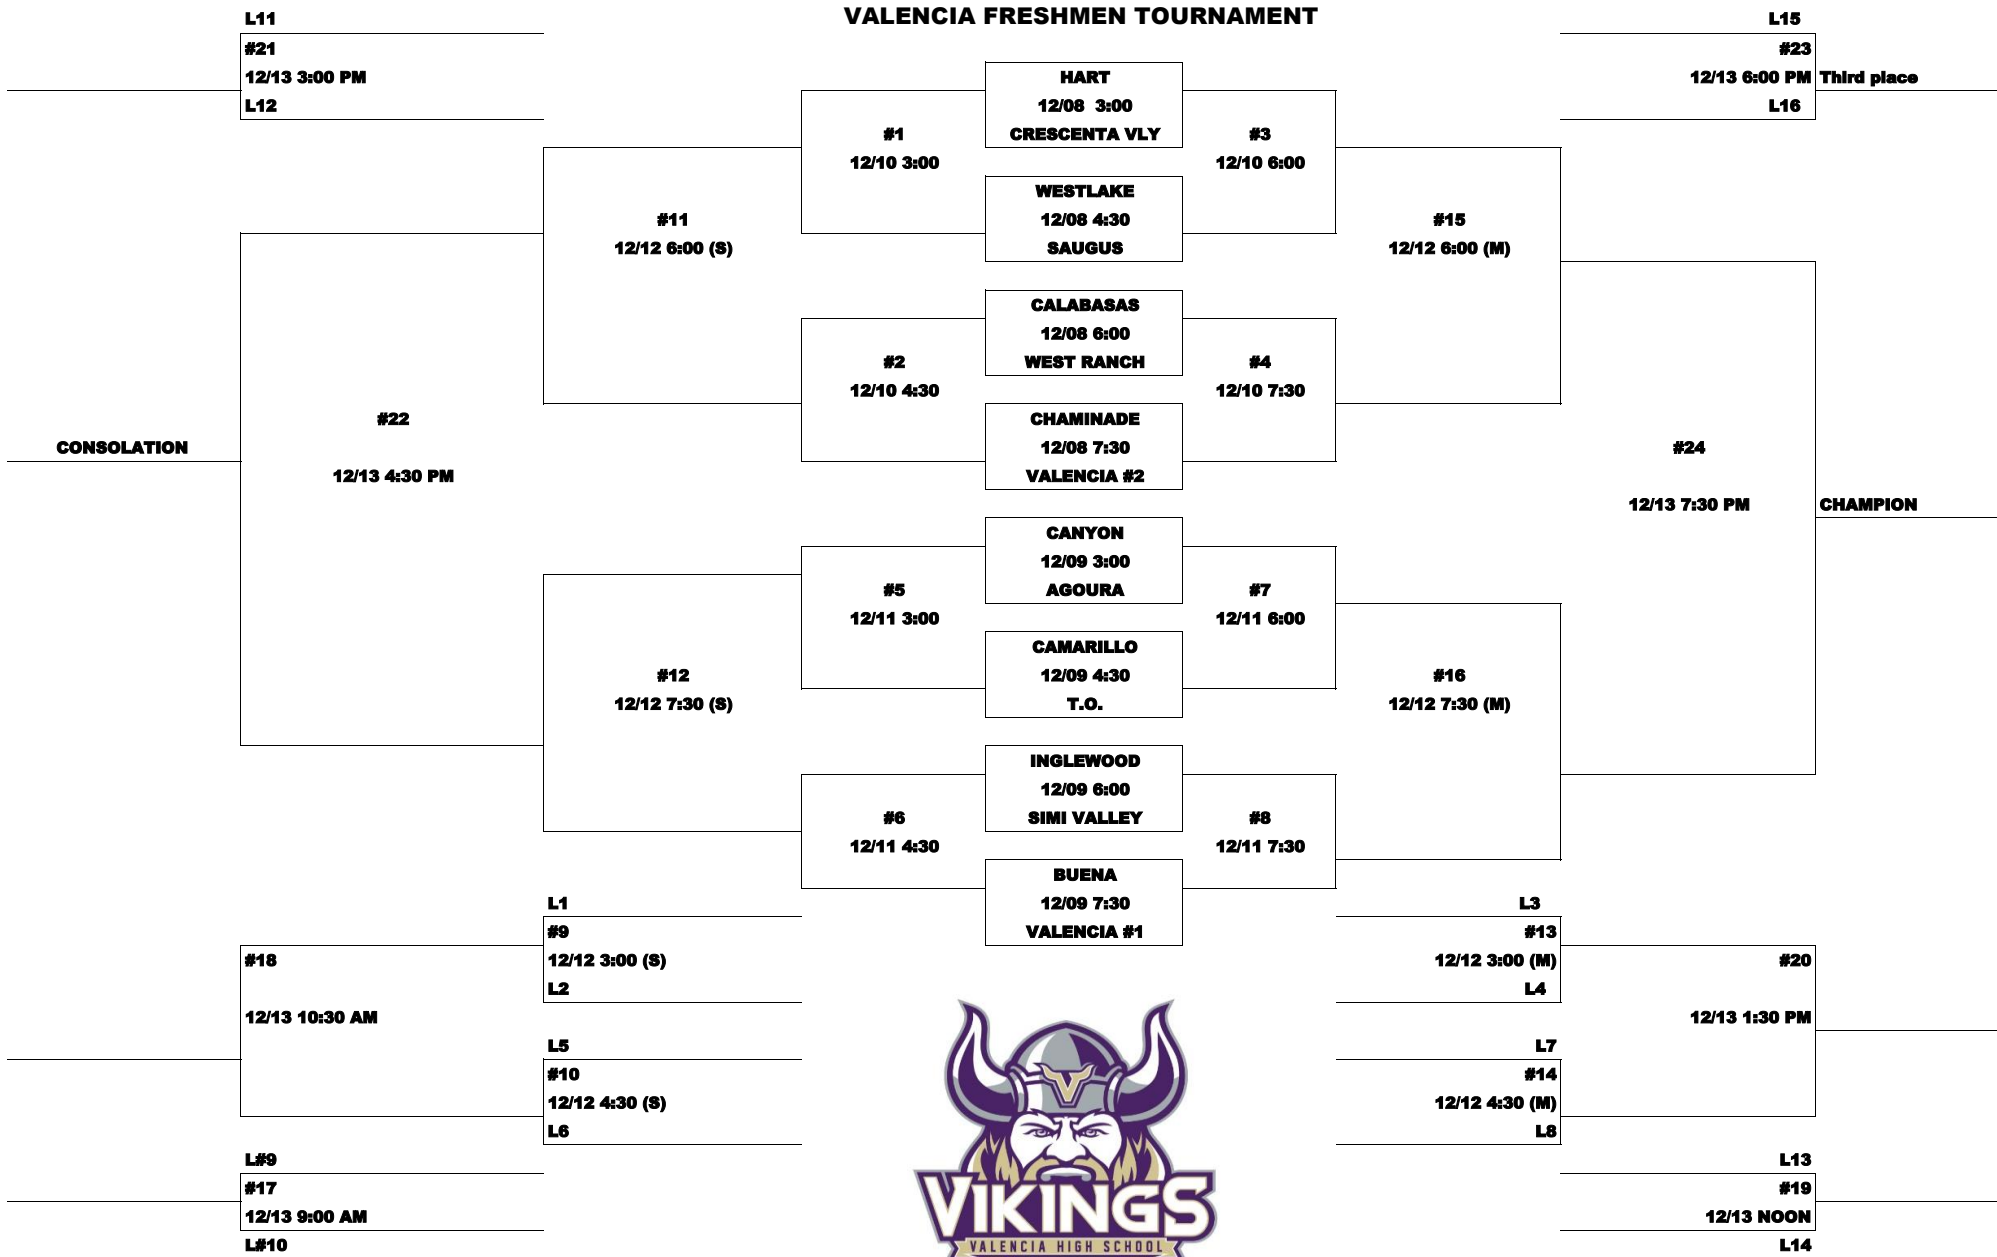 VALENCIA FRESHMEN TOURNAMENT
L11
#21
12/13 3:00 PM
L12
L15
#23
12/13 6:00 PM Third place
L16
HART
12/08 3:00
CRESCENTA VLY
#1
12/10 3:00
#3
12/10 6:00
WESTLAKE
12/08 4:30
SAUGUS
#11
12/12 6:00 (S)
#15
12/12 6:00 (M)
CALABASAS
12/08 6:00
WEST RANCH
#2
12/10 4:30
#4
12/10 7:30
CHAMINADE
12/08 7:30
VALENCIA #2
#22
12/13 4:30 PM
CONSOLATION
#24
12/13 7:30 PM
CHAMPION
CANYON
12/09 3:00
AGOURA
#5
12/11 3:00
#7
12/11 6:00
CAMARILLO
12/09 4:30
T.O.
#12
12/12 7:30 (S)
#16
12/12 7:30 (M)
INGLEWOOD
12/09 6:00
SIMI VALLEY
#6
12/11 4:30
#8
12/11 7:30
BUENA
12/09 7:30
VALENCIA #1
L1
#9
12/12 3:00 (S)
L2
L3
#13
12/12 3:00 (M)
L4
#18
12/13 10:30 AM
#20
12/13 1:30 PM
L5
#10
12/12 4:30 (S)
L6
L7
#14
12/12 4:30 (M)
L8
L#9
#17
12/13 9:00 AM
L#10
L13
#19
12/13 NOON
L14
V
VIKINGS
VALENCIA HIGH SCHOOL